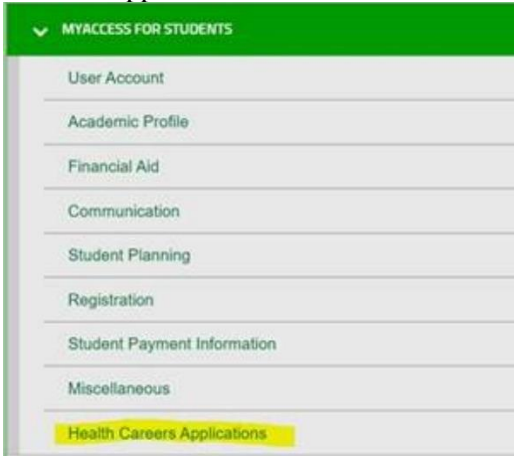 MYACCESS FOR STUDENTS
User Account
Academic Profile
Financial Aid
Communication
Student Planning
Registration
Student Payment Information
Miscellaneous
Health Careers Applications